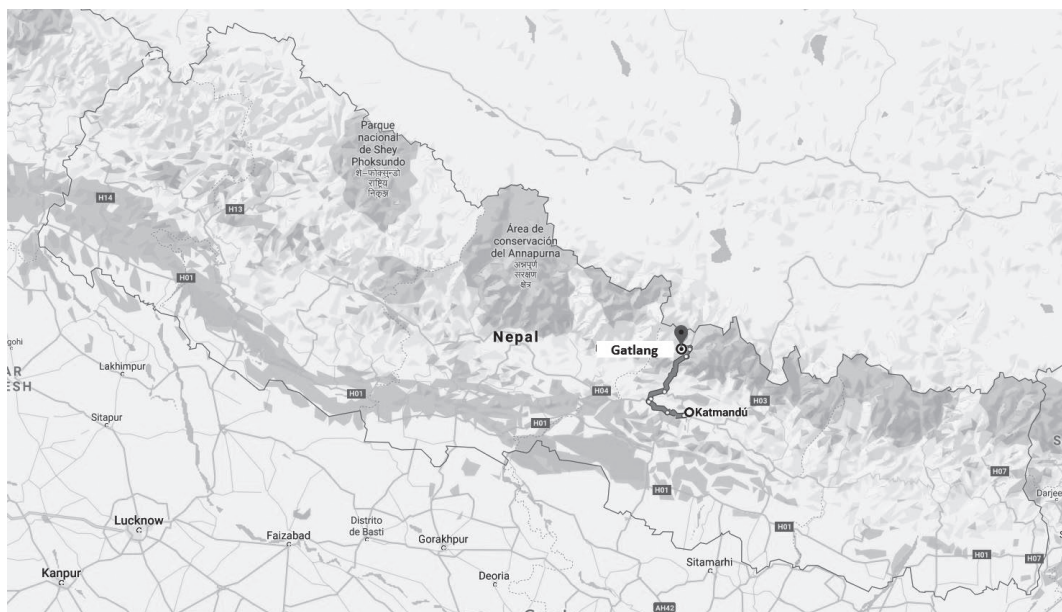 Parque
nacional
de Shey
Phoksundo
शे-फोक्सुन्डो
राष्ट्रिय
निकुञ्ज
H14
H13
Área de
conservación
del Annapurna
अन्नपूर्ण
संरक्षण
क्षेत्र
H01
Nepal
Gatlang
Lakhimpur
H01
H04
H03
Katmandú
Sitapur
H01
H01
H07
Lucknow
Faizabad
Distrito
de Basti
Gorakhpur
H01
Sitamarhi
H01
H07
Kanpur
Deoria
AH42